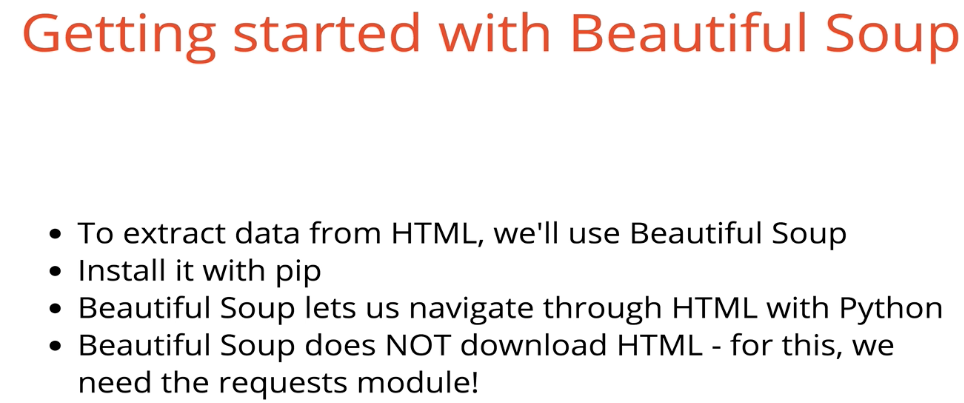 Getting started with Beautiful Soup
• To extract data from HTML, we'll use Beautiful Soup
• Install it with pip
• Beautiful Soup lets us navigate through HTML with Python
• Beautiful Soup does NOT download HTML - for this, we
need the requests module!